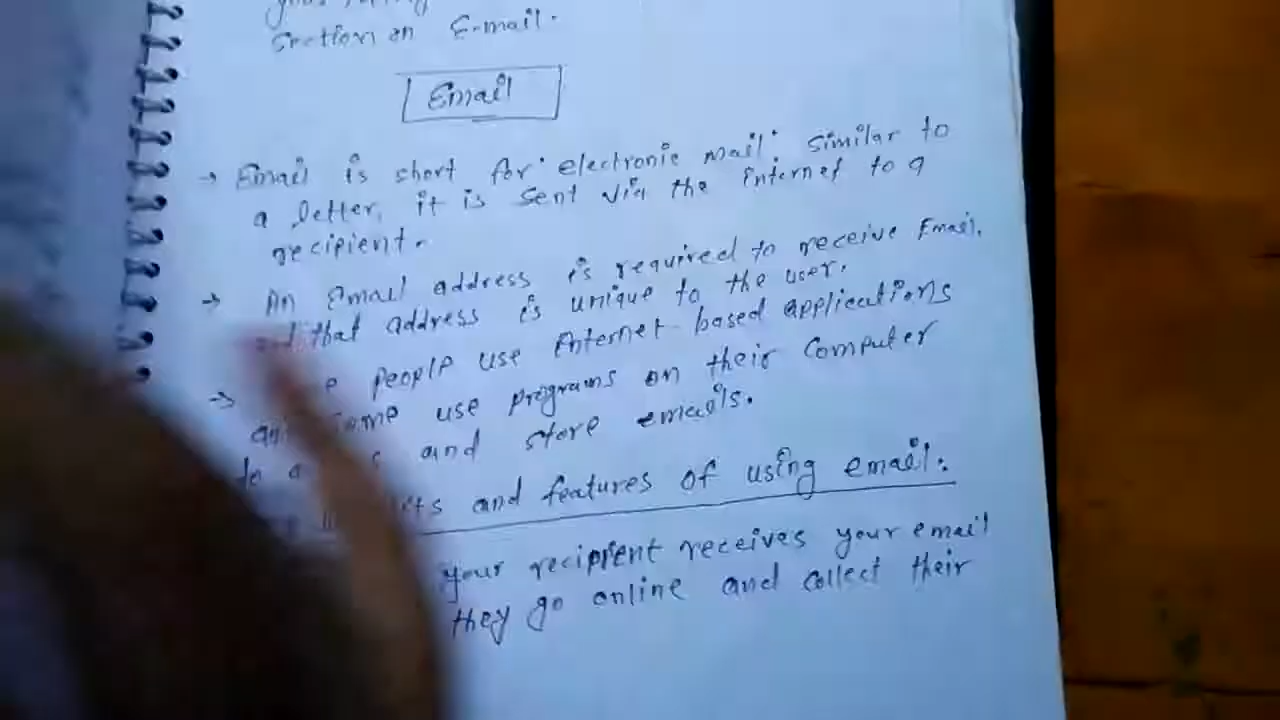 section on E-mail.
Email
→ Email is short for 'electronic mail' similar to
a letter, it is sent via the internet to a
recipient.
→ An Email address is required to receive Email,
that address is unique to the user.
→ people use Internet-based applications
some use programs on their Computer
to and store emails.
and features of using email:
your recipient receives your email
they go online and collect their